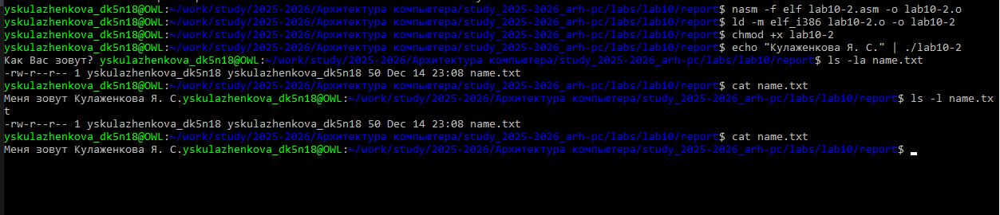 yskulazhenkova_dk5n18@OWL:~/work/study/2025-2026/Архитектура компьютера/study_2025-2026_arh-pc/labs/lab10/report$ nasm -f elf lab10-2.asm -o lab10-2.o
yskulazhenkova_dk5n18@OWL:~/work/study/2025-2026/Архитектура компьютера/study_2025-2026_arh-pc/labs/lab10/report$ ld -m elf_i386 lab10-2.o -o lab10-2
yskulazhenkova_dk5n18@OWL:~/work/study/2025-2026/Архитектура компьютера/study_2025-2026_arh-pc/labs/lab10/report$ chmod +x lab10-2
yskulazhenkova_dk5n18@OWL:~/work/study/2025-2026/Архитектура компьютера/study_2025-2026_arh-pc/labs/lab10/report$ echo "Кулаженкова Я. С." | ./lab10-2
Как Вас зовут? yskulazhenkova_dk5n18@OWL:~/work/study/2025-2026/Архитектура компьютера/study_2025-2026_arh-pc/labs/lab10/report$ ls -la name.txt
-rw-r--r-- 1 yskulazhenkova_dk5n18 yskulazhenkova_dk5n18 50 Dec 14 23:08 name.txt
yskulazhenkova_dk5n18@OWL:~/work/study/2025-2026/Архитектура компьютера/study_2025-2026_arh-pc/labs/lab10/report$ cat name.txt
Меня зовут Кулаженкова Я. С.yskulazhenkova_dk5n18@OWL:~/work/study/2025-2026/Архитектура компьютера/study_2025-2026_arh-pc/labs/lab10/report$ ls -l name.tx
t
-rw-r--r-- 1 yskulazhenkova_dk5n18 yskulazhenkova_dk5n18 50 Dec 14 23:08 name.txt
yskulazhenkova_dk5n18@OWL:~/work/study/2025-2026/Архитектура компьютера/study_2025-2026_arh-pc/labs/lab10/report$ cat name.txt
Меня зовут Кулаженкова Я. С.yskulazhenkova_dk5n18@OWL:~/work/study/2025-2026/Архитектура компьютера/study_2025-2026_arh-pc/labs/lab10/report$